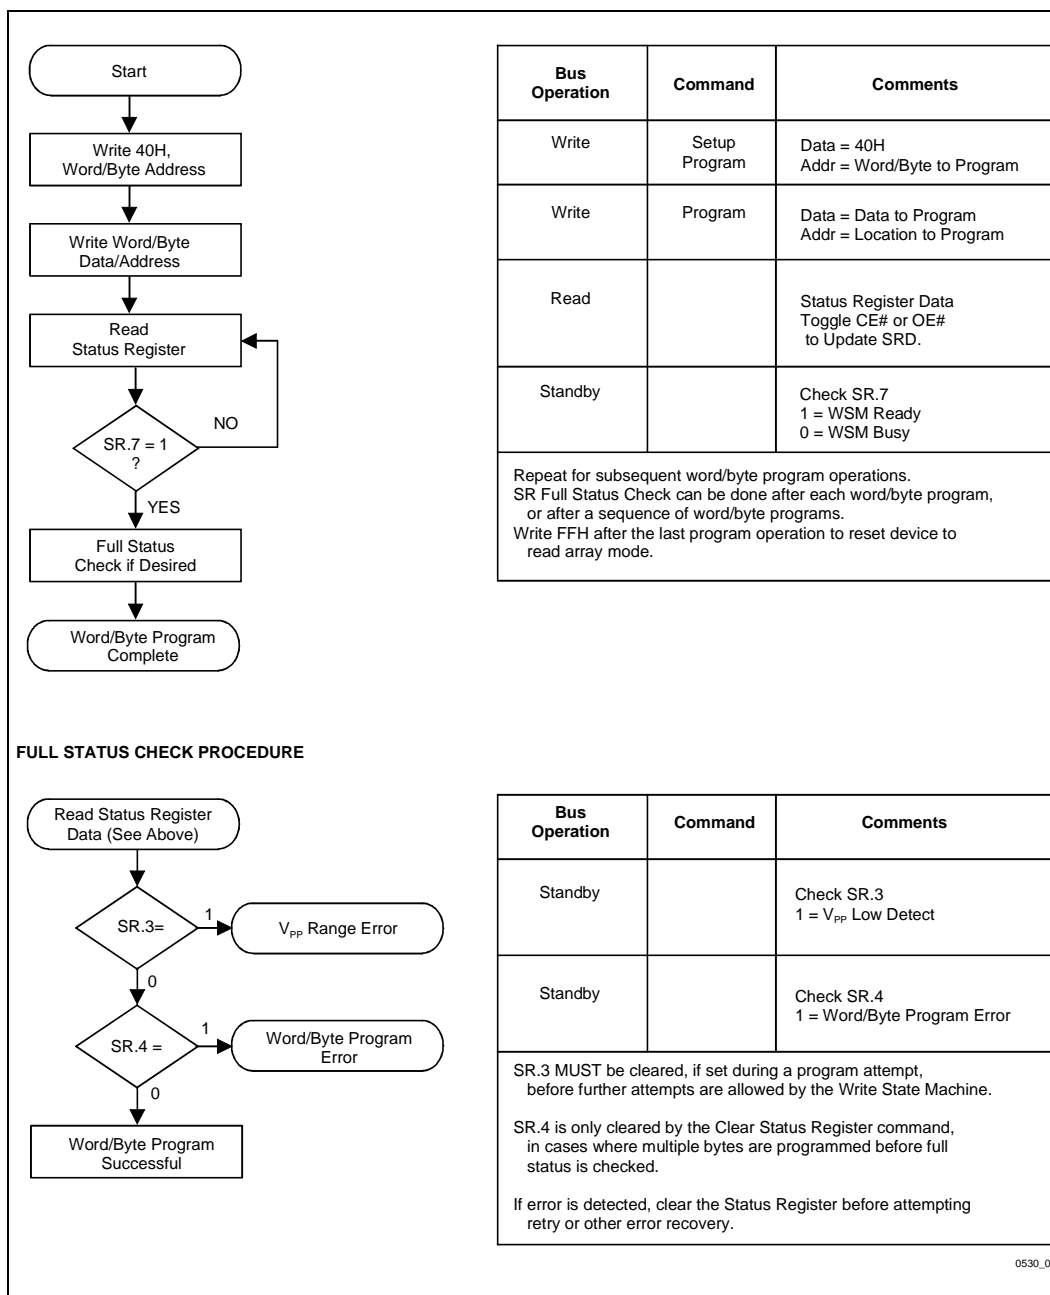 Start
Write 40H,
Word/Byte Address
Write Word/Byte
Data/Address
Read
Status Register
NO
SR.7 = 1
?
YES
Full Status
Check if Desired
Word/Byte Program
Complete
Bus
Operation
Command
Comments
Write
Setup
Program
Data = 40H
Addr = Word/Byte to Program
Write
Program
Data = Data to Program
Addr = Location to Program
Read
Status Register Data
Toggle CE# or OE#
to Update SRD.
Standby
Check SR.7
1 = WSM Ready
0 = WSM Busy
Repeat for subsequent word/byte program operations.
SR Full Status Check can be done after each word/byte program,
or after a sequence of word/byte programs.
Write FFH after the last program operation to reset device to
read array mode.
FULL STATUS CHECK PROCEDURE
Read Status Register
Data (See Above)
SR.3=
1
VPP Range Error
0
SR.4 =
1
Word/Byte Program
Error
0
Word/Byte Program
Successful
Bus
Operation
Command
Comments
Standby
Check SR.3
1 = VPP Low Detect
Standby
Check SR.4
1 = Word/Byte Program Error
SR.3 MUST be cleared, if set during a program attempt,
before further attempts are allowed by the Write State Machine.
SR.4 is only cleared by the Clear Status Register command,
in cases where multiple bytes are programmed before full
status is checked.
If error is detected, clear the Status Register before attempting
retry or other error recovery.
0530_0